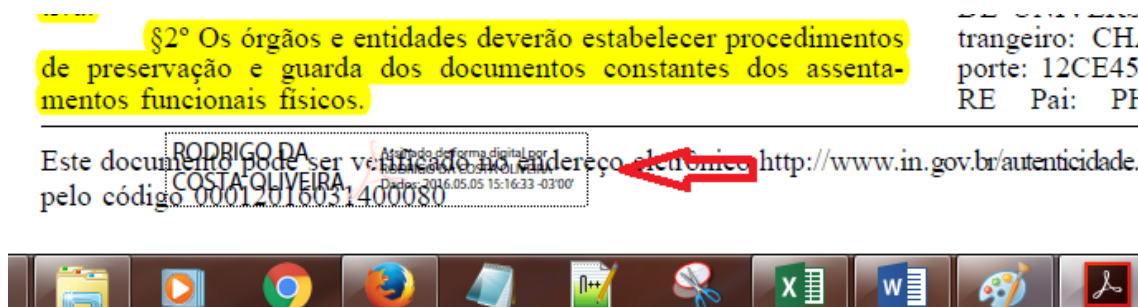 §2º Os órgãos e entidades deverão estabelecer procedimentos
de preservação e guarda dos documentos constantes dos assenta-
mentos funcionais físicos.
trangeiro: CHA
porte: 12CE45
RE Pai: PH
Este documento pode ser verificado no endereço eletrônico http://www.in.gov.br/autenticidade.
pelo código 00012016031400080
RODRIGO DA
COSTA OLIVEIRA
Assinado de forma digital por
RODRIGO DA COSTA OLIVEIRA
Dados: 2016.05.05 15:16:33 -03'00'